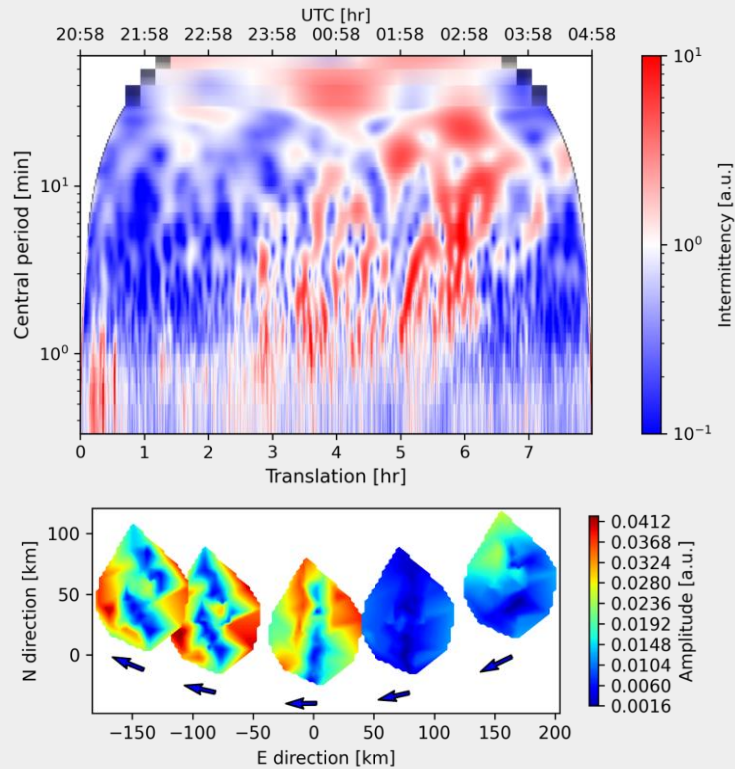 UTC [hr]
20:58 21:58 22:58 23:58 00:58 01:58 02:58 04:58
Central period [min]
10¹
10⁰
0 1 2 3 4 5 6 7
Translation [hr]
10¹
10⁰
10⁻¹
Intermittency [a.u.]
N direction [km]
100
50
0
−150 −100 −50 0 50 100 150 200
E direction [km]
0.0412
0.0368
0.0324
0.0280
0.0236
0.0192
0.0148
0.0104
0.0060
0.0016
Amplitude [a.u.]